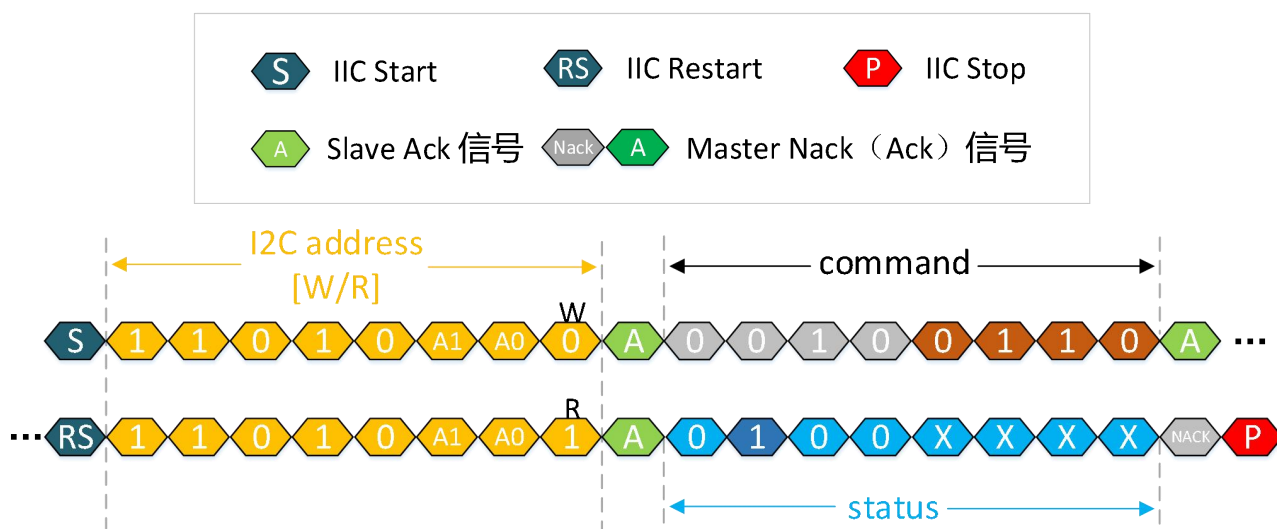 S IIC Start RS IIC Restart P IIC Stop
A Slave Ack 信号 Nack A Master Nack（Ack）信号
I2C address
[W/R]
command
W
S 1 1 0 1 0 A1 A0 0 A 0 0 1 0 0 1 1 0 A ...
R
... RS 1 1 0 1 0 A1 A0 1 A 0 1 0 0 X X X X NACK P
status